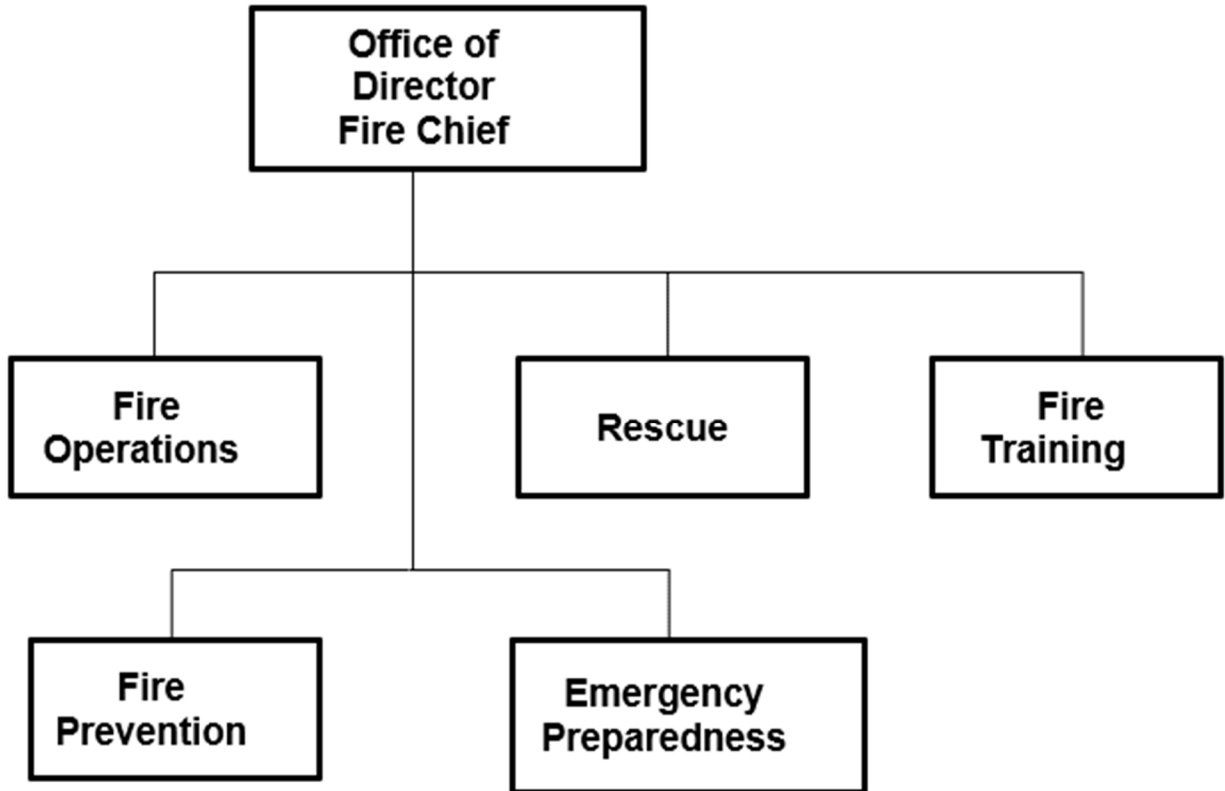 Office of
Director
Fire Chief
Fire
Operations
Rescue
Fire
Training
Fire
Prevention
Emergency
Preparedness